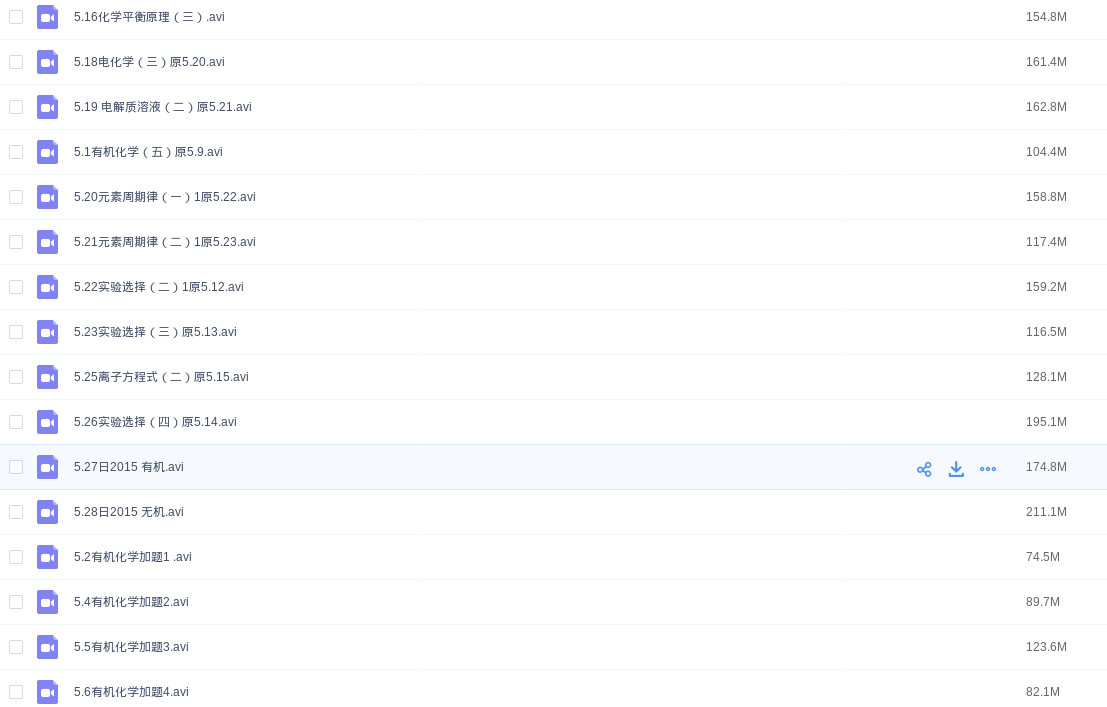 5.16化学平衡原理（三）.avi 154.8M
5.18电化学（三）原5.20.avi 161.4M
5.19 电解质溶液（二）原5.21.avi 162.8M
5.1有机化学（五）原5.9.avi 104.4M
5.20元素周期律（一）1原5.22.avi 158.8M
5.21元素周期律（二）1原5.23.avi 117.4M
5.22实验选择（二）1原5.12.avi 159.2M
5.23实验选择（三）原5.13.avi 116.5M
5.25离子方程式（二）原5.15.avi 128.1M
5.26实验选择（四）原5.14.avi 195.1M
5.27日2015 有机.avi 174.8M
5.28日2015 无机.avi 211.1M
5.2有机化学加题1 .avi 74.5M
5.4有机化学加题2.avi 89.7M
5.5有机化学加题3.avi 123.6M
5.6有机化学加题4.avi 82.1M